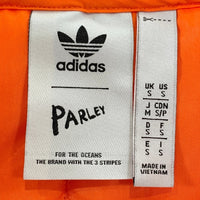 adidas
PARLEY
FOR THE OCEANS
THE BRAND WITH THE 3 STRIPES
UK US
S S
J CDN
M S/P
D F
S S
E I
S S
MADE IN
VIETNAM